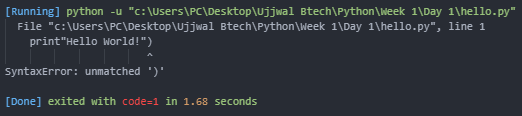 [Running] python -u "c:\Users\PC\Desktop\Ujjwal Btech\Python\Week 1\Day 1\hello.py"
  File "c:\Users\PC\Desktop\Ujjwal Btech\Python\Week 1\Day 1\hello.py", line 1
    print"Hello World!")
                       ^
SyntaxError: unmatched ')'
[Done] exited with code=1 in 1.68 seconds